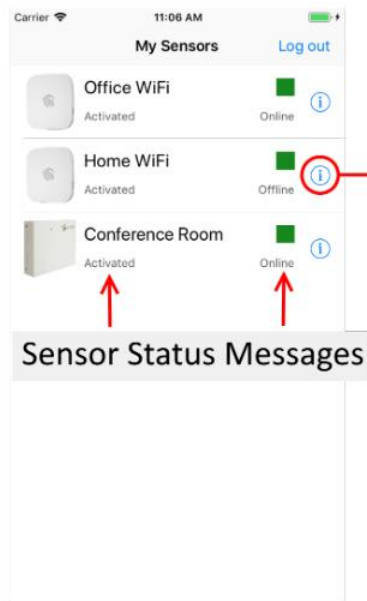 Carrier 11:06 AM
My Sensors Log out
Office WiFi
Activated Online
Home WiFi
Activated Offline
Conference Room
Activated Online
Sensor Status Messages